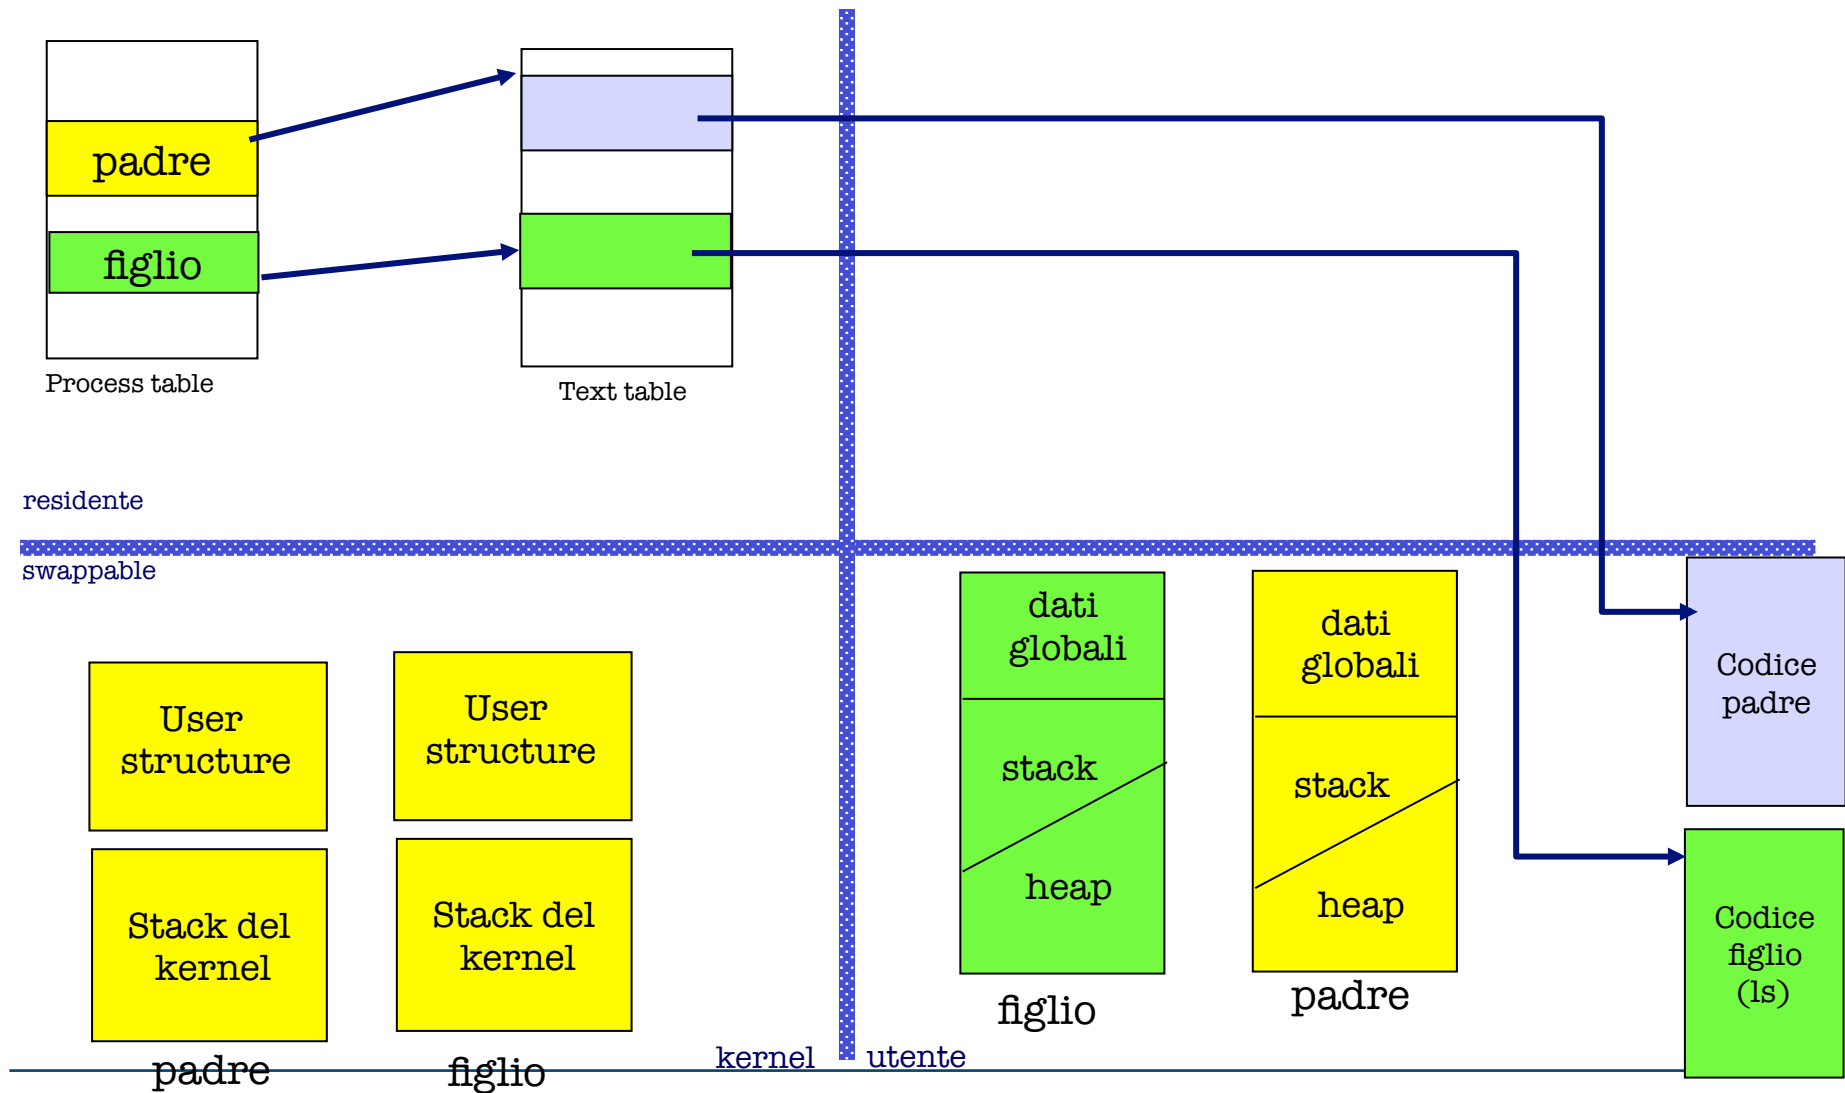 padre
figlio
Process table
Text table
residente
swappable
User
structure
Stack del
kernel
padre
User
structure
Stack del
kernel
figlio
kernel
utente
dati
globali
stack
heap
figlio
dati
globali
stack
heap
padre
Codice
padre
Codice
figlio
(ls)